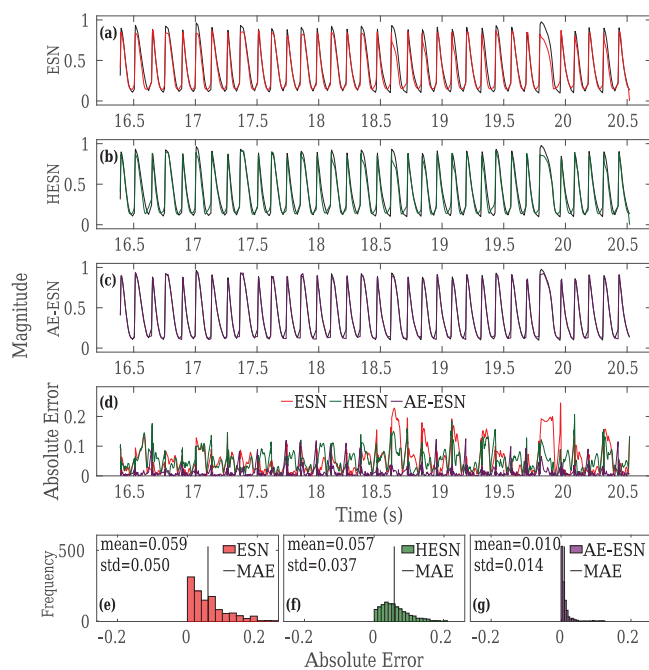 1
0.5
0
ESN
(a)
16.5 17 17.5 18 18.5 19 19.5 20 20.5
1
0.5
0
HESN
(b)
16.5 17 17.5 18 18.5 19 19.5 20 20.5
1
0.5
0
Magnitude
AE-ESN
(c)
16.5 17 17.5 18 18.5 19 19.5 20 20.5
(d)
ESN HESN AE-ESN
0.2
0.1
0
Absolute Error
16.5 17 17.5 18 18.5 19 19.5 20 20.5
Time (s)
Frequency
500
0
mean=0.059
std=0.050
ESN
MAE
(e)
-0.2 0 0.2
mean=0.057
std=0.037
HESN
MAE
(f)
-0.2 0 0.2
mean=0.010
std=0.014
AE-ESN
MAE
(g)
-0.2 0 0.2
Absolute Error